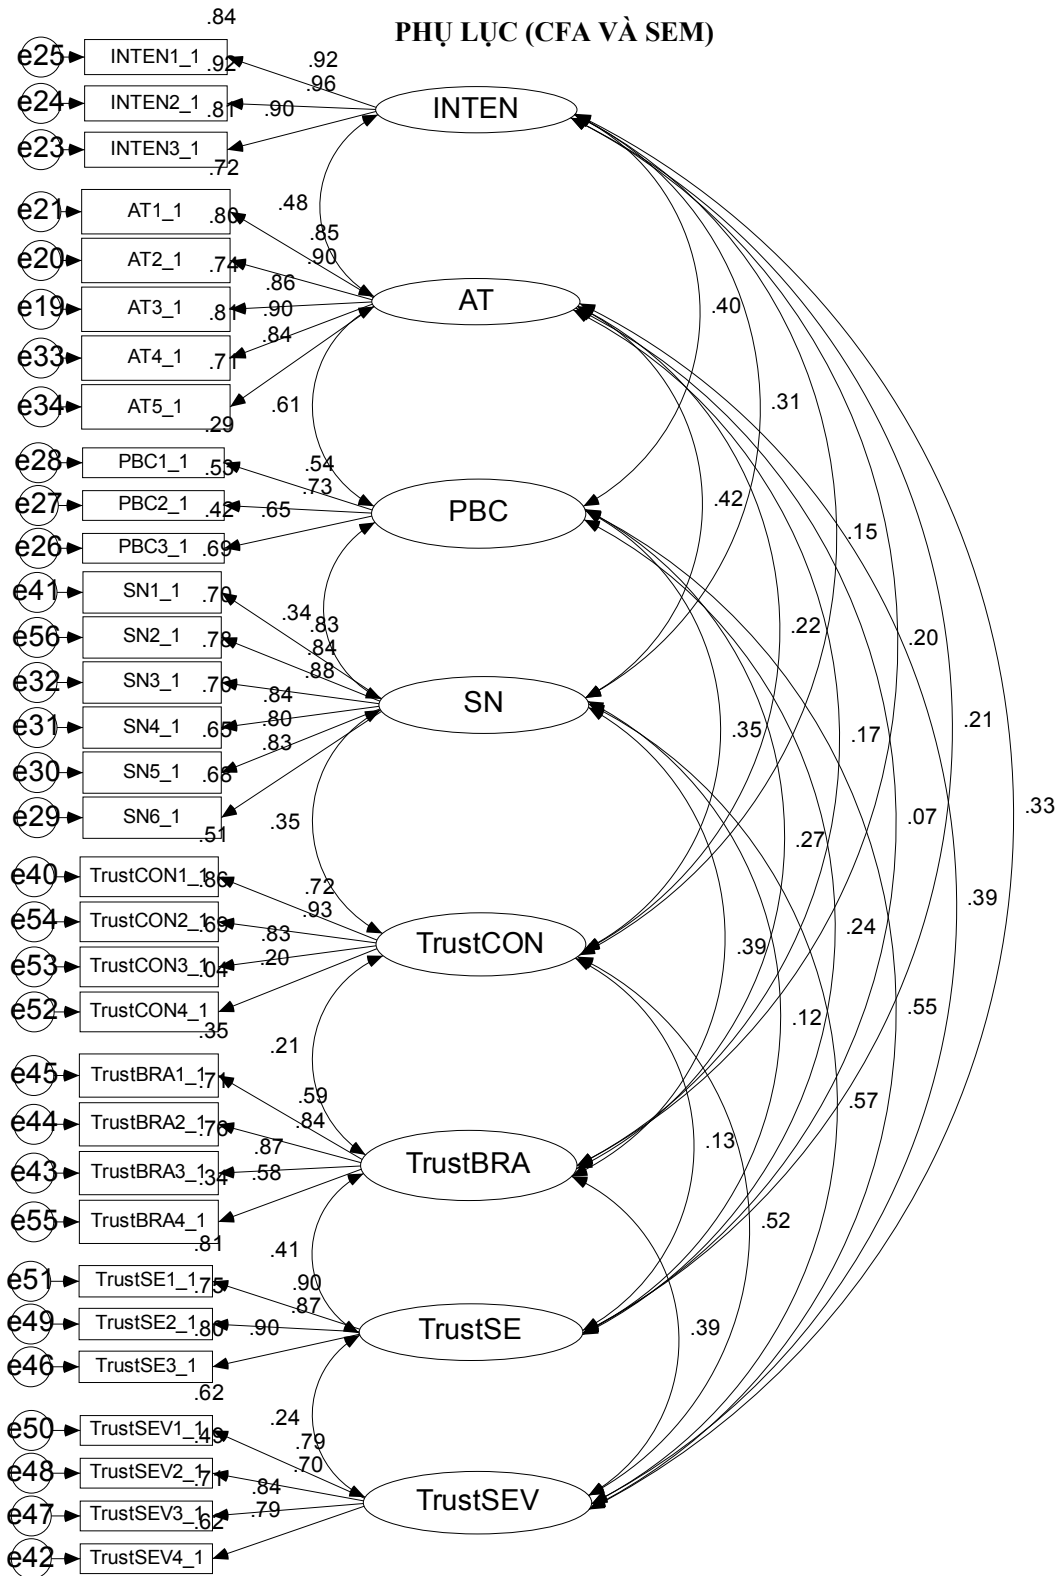 .84
PHỤ LỤC (CFA VÀ SEM)
e25 INTEN1_1 .92 .92
.96
e24 INTEN2_1 .81 .90 INTEN
e23 INTEN3_1
.72
e21 AT1_1 .80 .48
.85
e20 AT2_1 .74 .90
.86
e19 AT3_1 .81 .90 AT .40
.84
e33 AT4_1 .71
e34 AT5_1 .61 .31
.29
e28 PBC1_1 .53 .54
.73 .42
e27 PBC2_1 .42 .65 PBC .15
e26 PBC3_1 .69
e41 SN1_1 .70 .34 .83
.22
e56 SN2_1 .78 .84 .20
.88
e32 SN3_1 .70 .84 SN
e31 SN4_1 .65 .80 .35 .17 .21
.83
e30 SN5_1 .68
e29 SN6_1 .35 .27 .07 .33
.51
e40 TrustCON1_1 .86 .72
.93 .39
e54 TrustCON2_1 .69 .83 TrustCON .39 .24
.20
e53 TrustCON3_1 .04
e52 TrustCON4_1 .12 .55
.35
.21
e45 TrustBRA1_1 .71 .59 .57
e44 TrustBRA2_1 .76 .84
.87 .13
e43 TrustBRA3_1 .34 .58 TrustBRA
e55 TrustBRA4_1 .52
.81 .41
e51 TrustSE1_1 .75 .90
.87
e49 TrustSE2_1 .80 .90 TrustSE .39
e46 TrustSE3_1
.62
.24
e50 TrustSEV1_1 .49 .79
.70
e48 TrustSEV2_1 .71 .84
.79 TrustSEV
e47 TrustSEV3_1 .62
e42 TrustSEV4_1